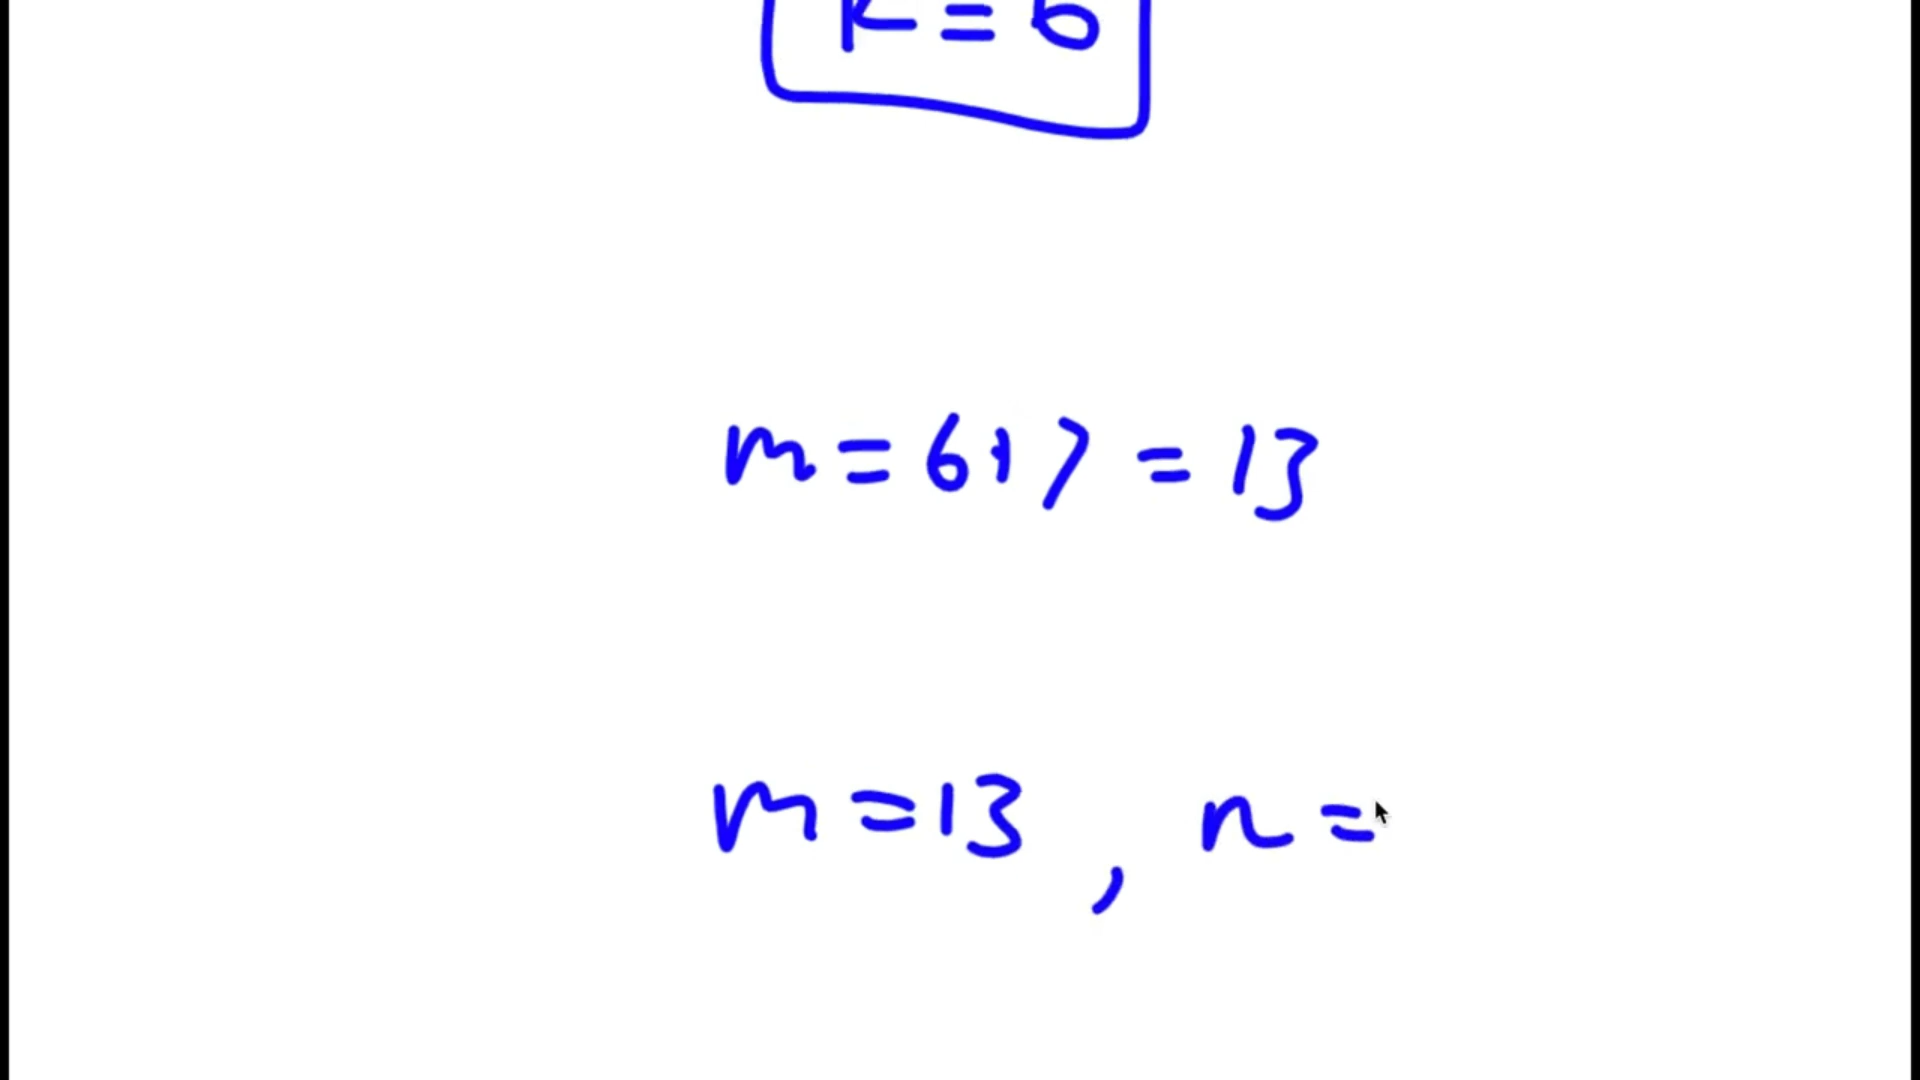 k = 6
m = 6+7 = 13
m = 13 , n =